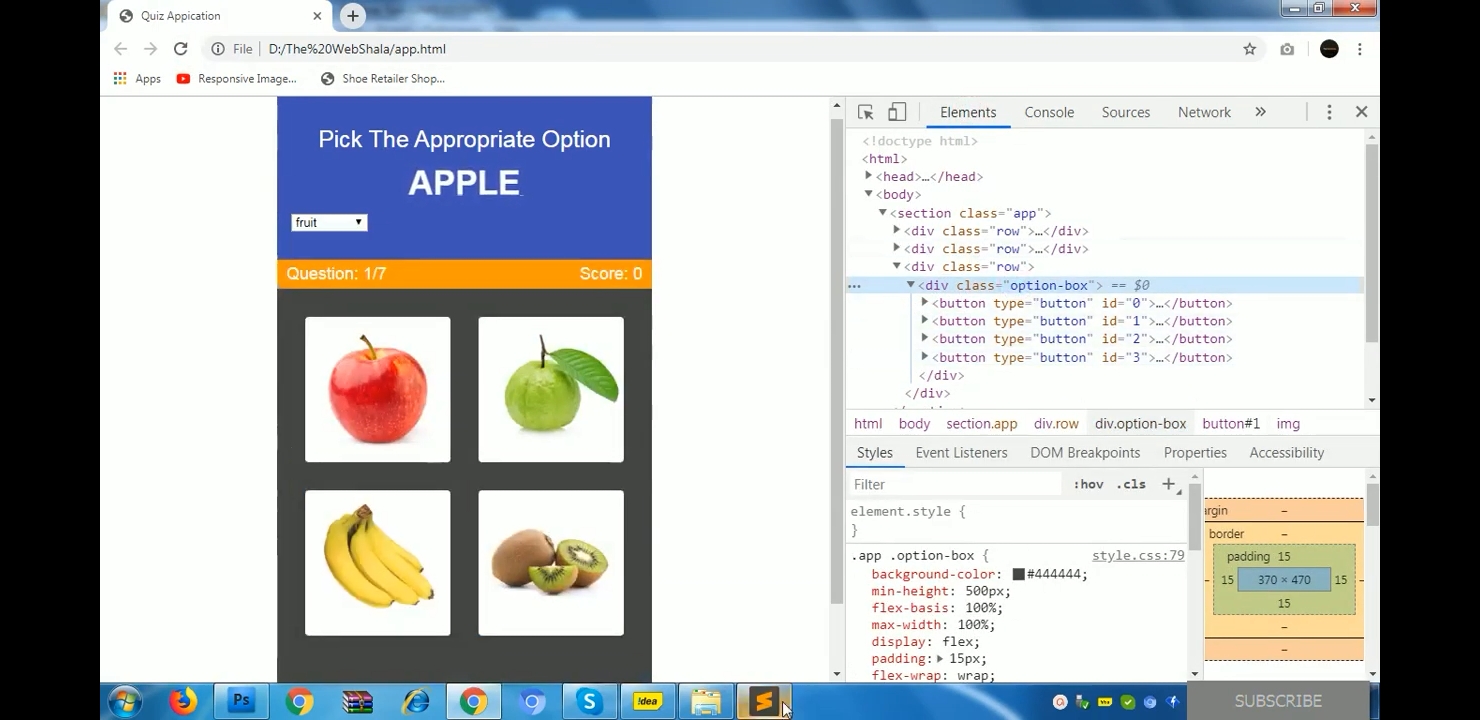 Quiz Appication
File D:/The%20WebShala/app.html
Apps Responsive Image... Shoe Retailer Shop...
Pick The Appropriate Option
APPLE
fruit
Question: 1/7 Score: 0
Elements Console Sources Network »
<!doctype html>
<html>
<head>…</head>
<body>
<section class="app">
<div class="row">…</div>
<div class="row">…</div>
<div class="row">
<div class="option-box"> == $0
<button type="button" id="0">…</button>
<button type="button" id="1">…</button>
<button type="button" id="2">…</button>
<button type="button" id="3">…</button>
</div>
</div>
html body section.app div.row div.option-box button#1 img
Styles Event Listeners DOM Breakpoints Properties Accessibility
Filter :hov .cls +
element.style {
}
.app .option-box { style.css:79
background-color: #444444;
min-height: 500px;
flex-basis: 100%;
max-width: 100%;
display: flex;
padding: 15px;
flex-wrap: wrap;
argin –
border –
padding 15
15 370 × 470 15
15
–
–
Ps
S
!dea
SUBSCRIBE